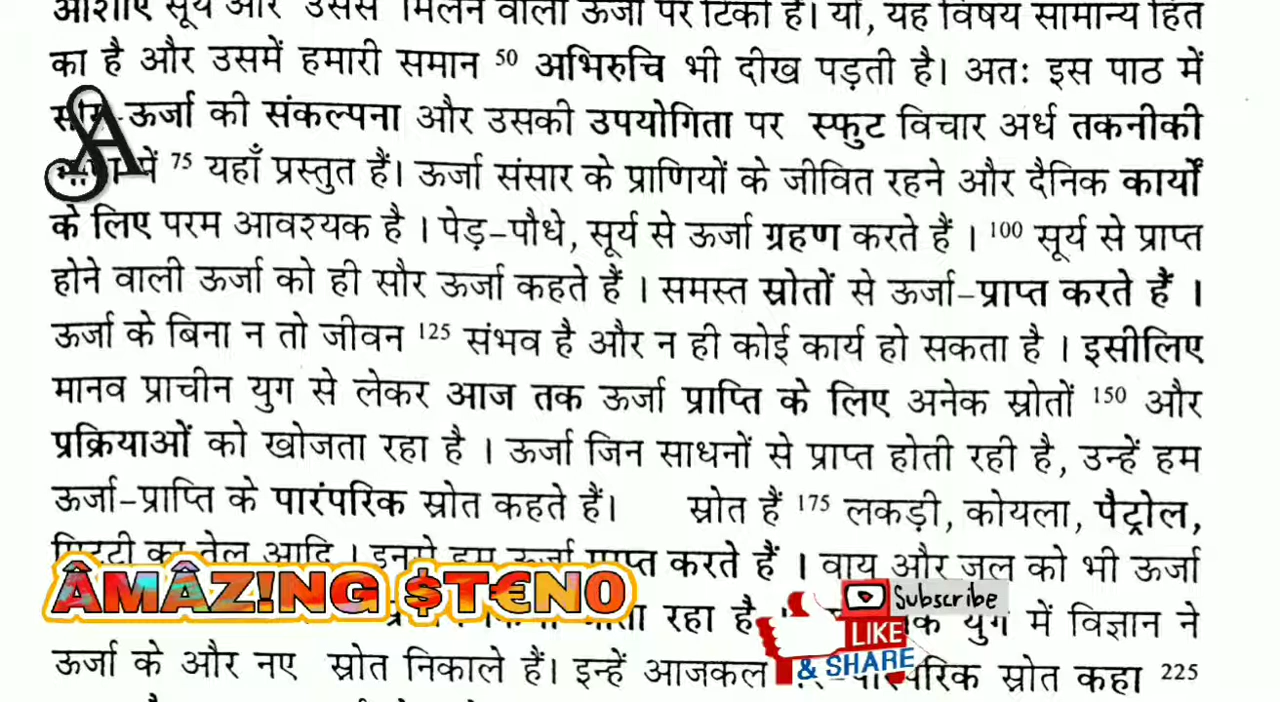 आशाएं सूर्य और उससे मिलने वाली ऊर्जा पर टिकी हैं। यों, यह विषय सामान्य हित
का है और उसमें हमारी समान 50 अभिरुचि भी दीख पड़ती है। अतः इस पाठ में
ऊर्जा की संकल्पना और उसकी उपयोगिता पर स्फुट विचार अर्ध तकनीकी
में 75 यहाँ प्रस्तुत हैं। ऊर्जा संसार के प्राणियों के जीवित रहने और दैनिक कार्यों
के लिए परम आवश्यक है । पेड़-पौधे, सूर्य से ऊर्जा ग्रहण करते हैं । 100 सूर्य से प्राप्त
होने वाली ऊर्जा को ही सौर ऊर्जा कहते हैं । समस्त स्रोतों से ऊर्जा-प्राप्त करते हैं ।
ऊर्जा के बिना न तो जीवन 125 संभव है और न ही कोई कार्य हो सकता है । इसीलिए
मानव प्राचीन युग से लेकर आज तक ऊर्जा प्राप्ति के लिए अनेक स्रोतों 150 और
प्रक्रियाओं को खोजता रहा है । ऊर्जा जिन साधनों से प्राप्त होती रही है, उन्हें हम
ऊर्जा-प्राप्ति के पारंपरिक स्रोत कहते हैं। स्रोत हैं 175 लकड़ी, कोयला, पैट्रोल,
मिट्टी का तेल आदि । इनसे हम ऊर्जा प्राप्त करते हैं । वायु और जल को भी ऊर्जा
ÂMÂZ!NG $T€NO
रहा है युग में विज्ञान ने
Subscribe
LIKE
& SHARE
ऊर्जा के और नए स्रोत निकाले हैं। इन्हें आजकल स्रोत कहा 225